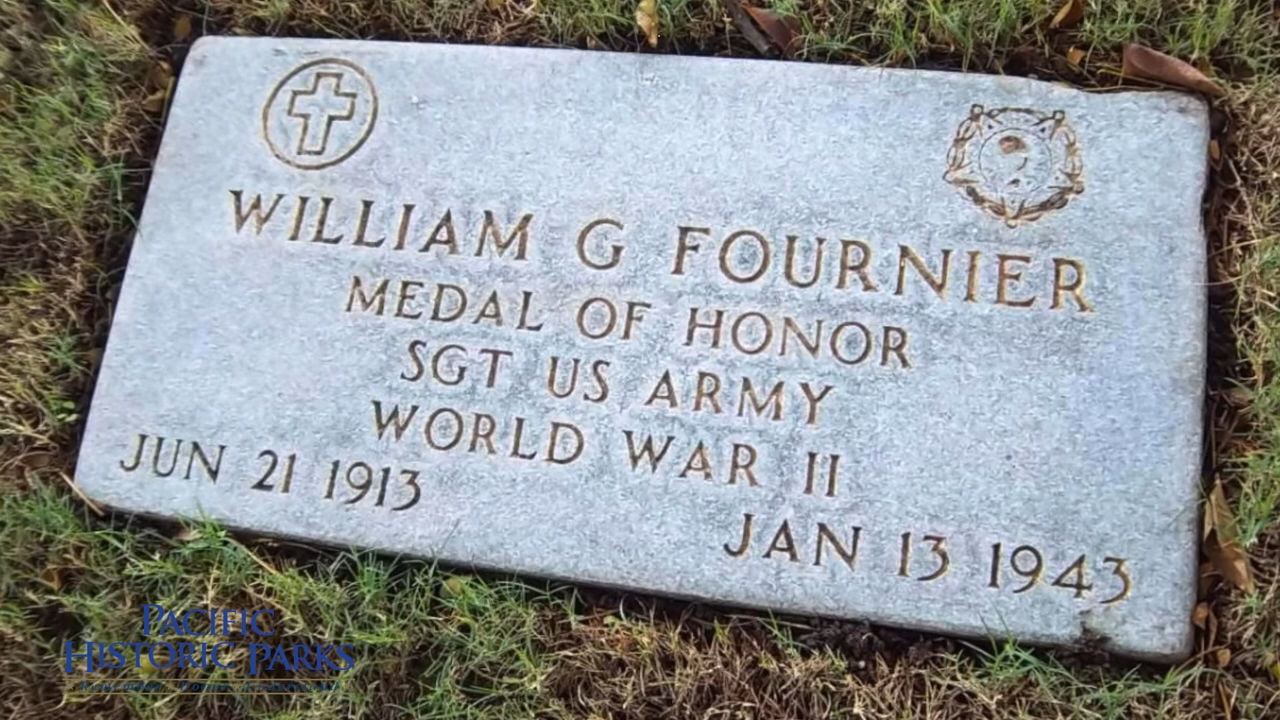 WILLIAM G FOURNIER
MEDAL OF HONOR
SGT US ARMY
WORLD WAR II
JUN 21 1913
JAN 13 1943
PACIFIC
HISTORIC PARKS